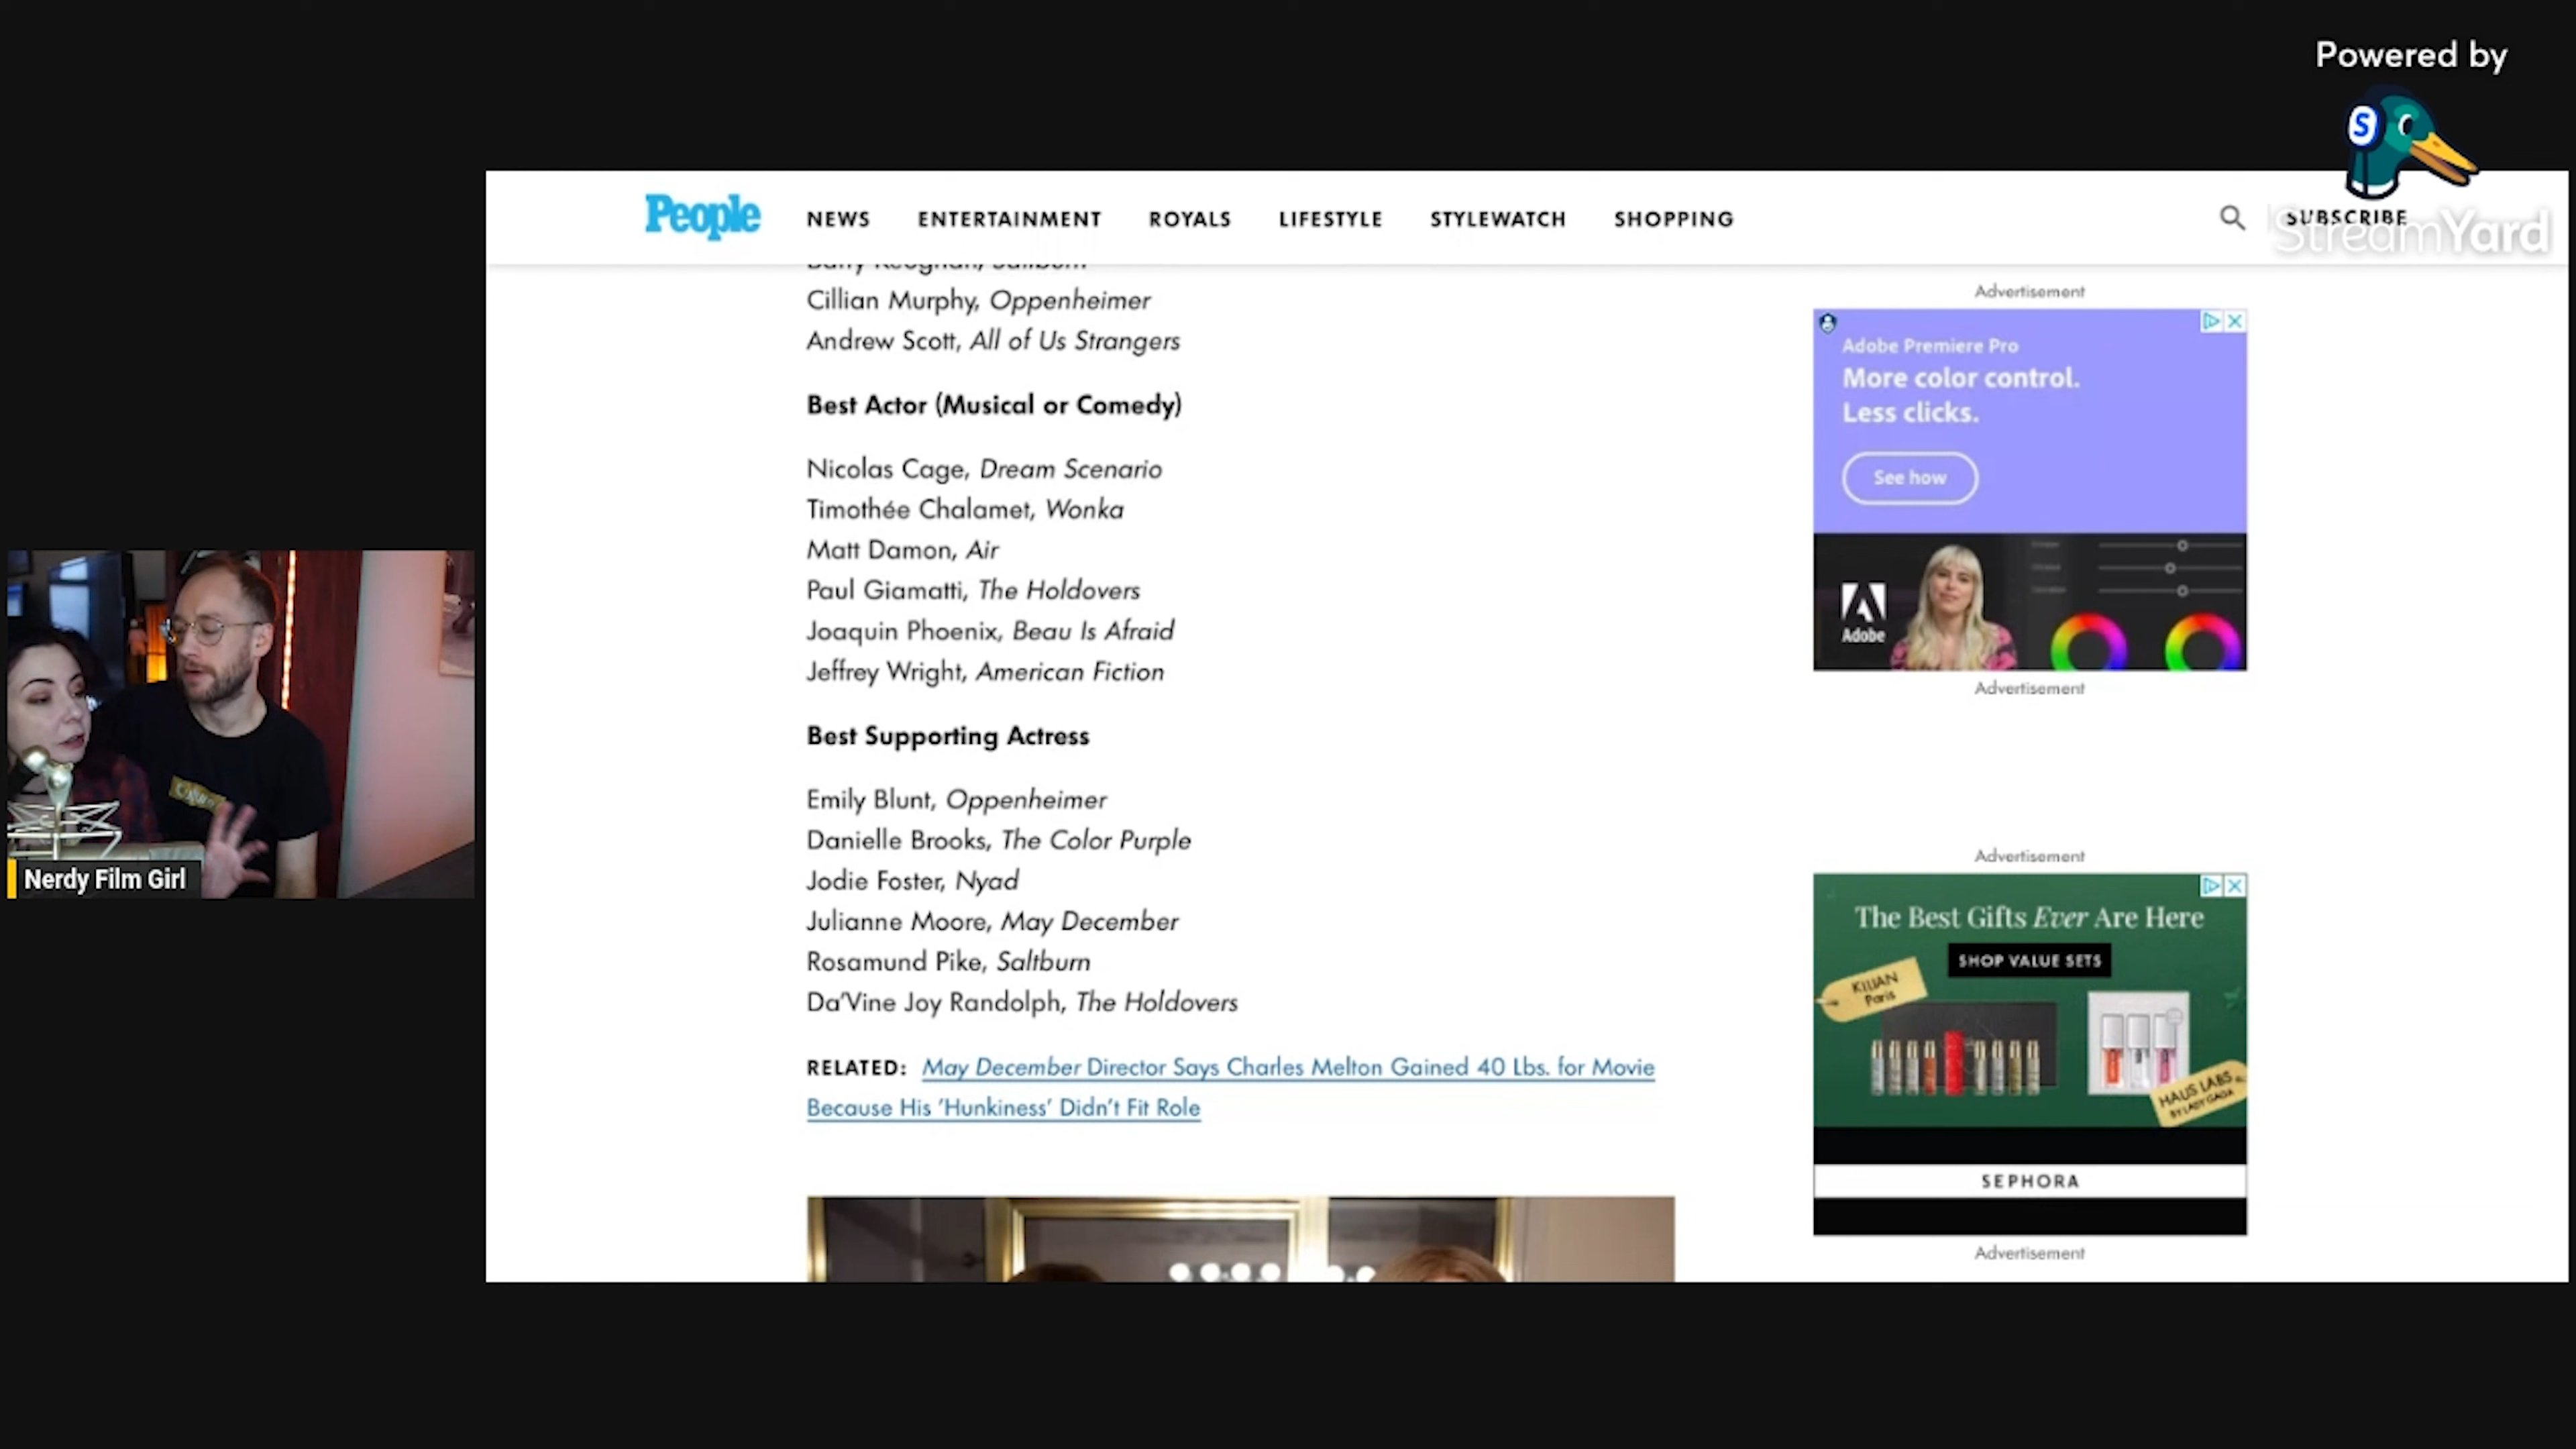 Powered by
StreamYard
People
NEWS
ENTERTAINMENT
ROYALS
LIFESTYLE
STYLEWATCH
SHOPPING
SUBSCRIBE
Barry Keoghan, Saltburn
Cillian Murphy, Oppenheimer
Andrew Scott, All of Us Strangers
Best Actor (Musical or Comedy)
Nicolas Cage, Dream Scenario
Timothée Chalamet, Wonka
Matt Damon, Air
Paul Giamatti, The Holdovers
Joaquin Phoenix, Beau Is Afraid
Jeffrey Wright, American Fiction
Best Supporting Actress
Emily Blunt, Oppenheimer
Danielle Brooks, The Color Purple
Jodie Foster, Nyad
Julianne Moore, May December
Rosamund Pike, Saltburn
Da'Vine Joy Randolph, The Holdovers
RELATED: May December Director Says Charles Melton Gained 40 Lbs. for Movie
Because His 'Hunkiness' Didn't Fit Role
Advertisement
Adobe Premiere Pro
More color control.
Less clicks.
See how
Adobe
Advertisement
Advertisement
The Best Gifts Ever Are Here
SHOP VALUE SETS
KILIAN
Paris
HAUS LABS
BY LADY GAGA
SEPHORA
Advertisement
Nerdy Film Girl